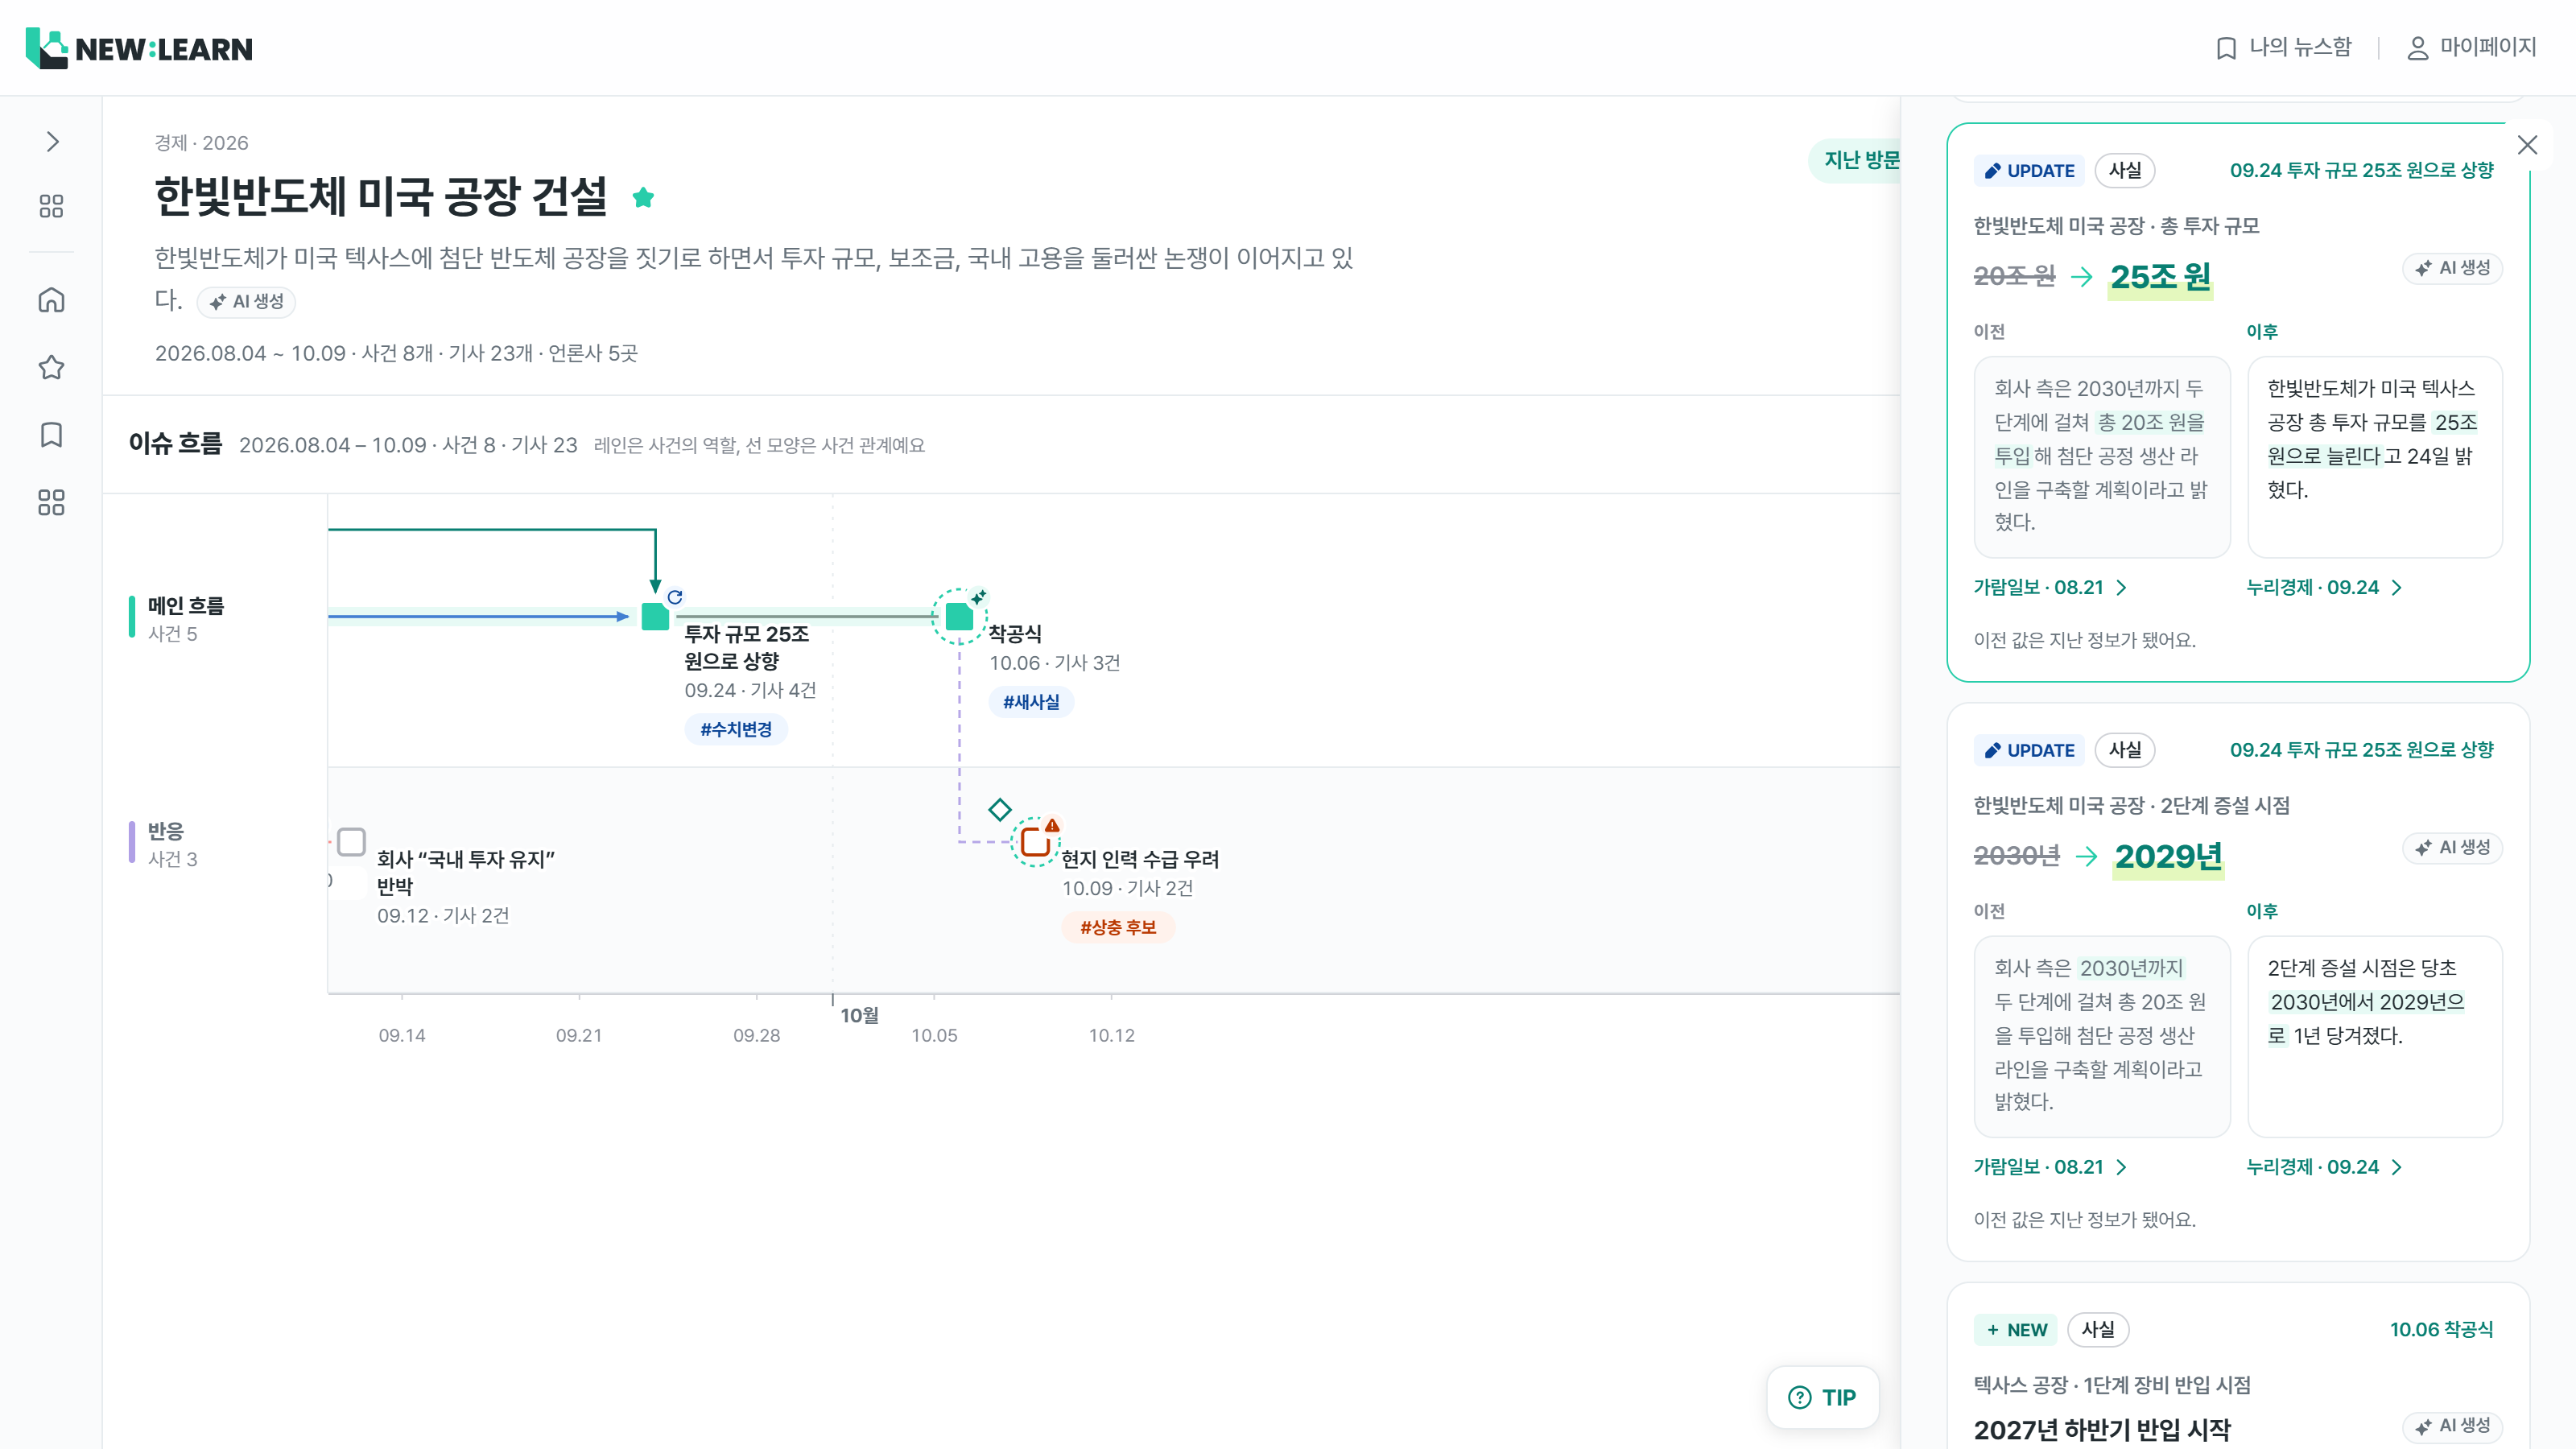 NEW:LEARN
나의 뉴스함
마이페이지
경제 · 2026
한빛반도체 미국 공장 건설
지난 방문
한빛반도체가 미국 텍사스에 첨단 반도체 공장을 짓기로 하면서 투자 규모, 보조금, 국내 고용을 둘러싼 논쟁이 이어지고 있
다. AI 생성
2026.08.04 ~ 10.09 · 사건 8개 · 기사 23개 · 언론사 5곳
이슈 흐름 2026.08.04 – 10.09 · 사건 8 · 기사 23 레인은 사건의 역할, 선 모양은 사건 관계예요
메인 흐름
사건 5
투자 규모 25조
원으로 상향
09.24 · 기사 4건
#수치변경
착공식
10.06 · 기사 3건
#새사실
반응
사건 3
회사 “국내 투자 유지”
반박
09.12 · 기사 2건
현지 인력 수급 우려
10.09 · 기사 2건
#상충 후보
10월
09.14
09.21
09.28
10.05
10.12
TIP
UPDATE 사실 09.24 투자 규모 25조 원으로 상향
한빛반도체 미국 공장 · 총 투자 규모
20조 원 → 25조 원 AI 생성
이전
회사 측은 2030년까지 두
단계에 걸쳐 총 20조 원을
투입해 첨단 공정 생산 라
인을 구축할 계획이라고 밝
혔다.
가람일보 · 08.21
이후
한빛반도체가 미국 텍사스
공장 총 투자 규모를 25조
원으로 늘린다고 24일 밝
혔다.
누리경제 · 09.24
이전 값은 지난 정보가 됐어요.
UPDATE 사실 09.24 투자 규모 25조 원으로 상향
한빛반도체 미국 공장 · 2단계 증설 시점
2030년 → 2029년 AI 생성
이전
회사 측은 2030년까지
두 단계에 걸쳐 총 20조 원
을 투입해 첨단 공정 생산
라인을 구축할 계획이라고
밝혔다.
가람일보 · 08.21
이후
2단계 증설 시점은 당초
2030년에서 2029년으
로 1년 당겨졌다.
누리경제 · 09.24
이전 값은 지난 정보가 됐어요.
+ NEW 사실 10.06 착공식
텍사스 공장 · 1단계 장비 반입 시점
2027년 하반기 반입 시작 AI 생성